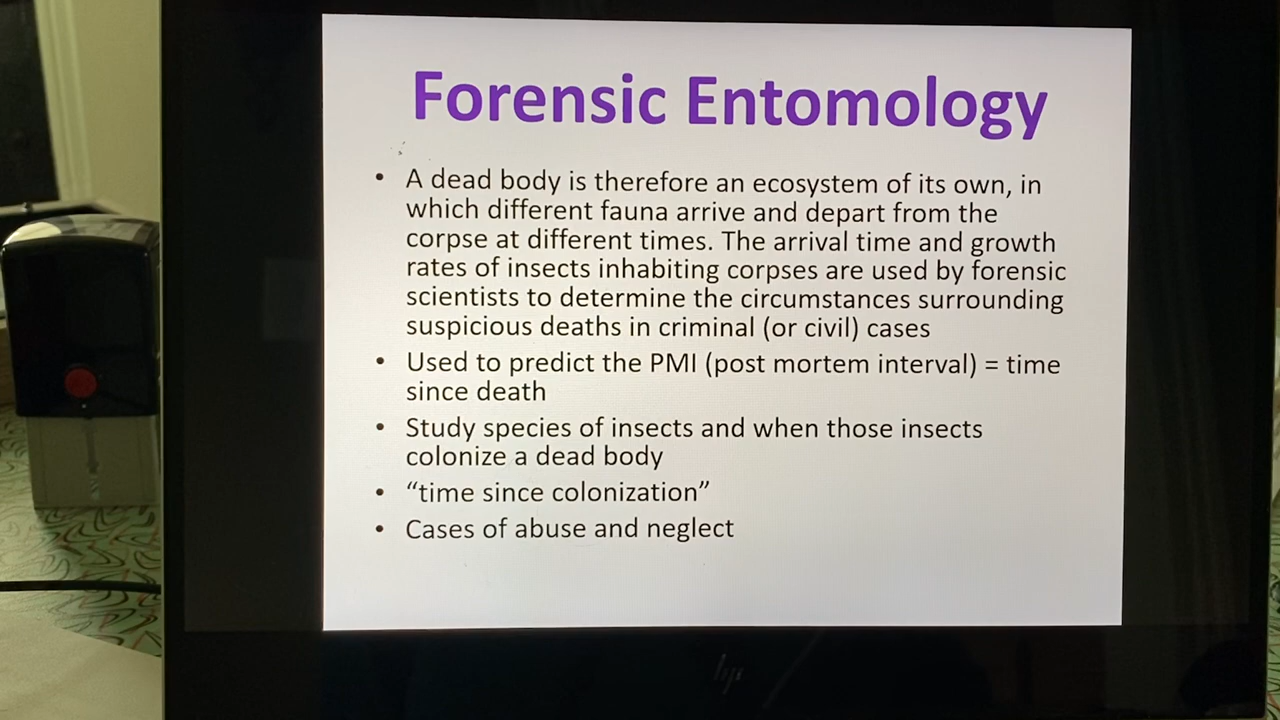 Forensic Entomology
• A dead body is therefore an ecosystem of its own, in
which different fauna arrive and depart from the
corpse at different times. The arrival time and growth
rates of insects inhabiting corpses are used by forensic
scientists to determine the circumstances surrounding
suspicious deaths in criminal (or civil) cases
• Used to predict the PMI (post mortem interval) = time
since death
• Study species of insects and when those insects
colonize a dead body
• “time since colonization”
• Cases of abuse and neglect
hp